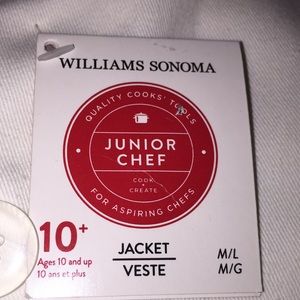 WILLIAMS SONOMA
QUALITY COOKS' TOOLS
JUNIOR
CHEF
COOK +
CREATE
FOR ASPIRING CHEFS
10+
Ages 10 and up
10 ans et plus
JACKET
VESTE
M/L
M/G